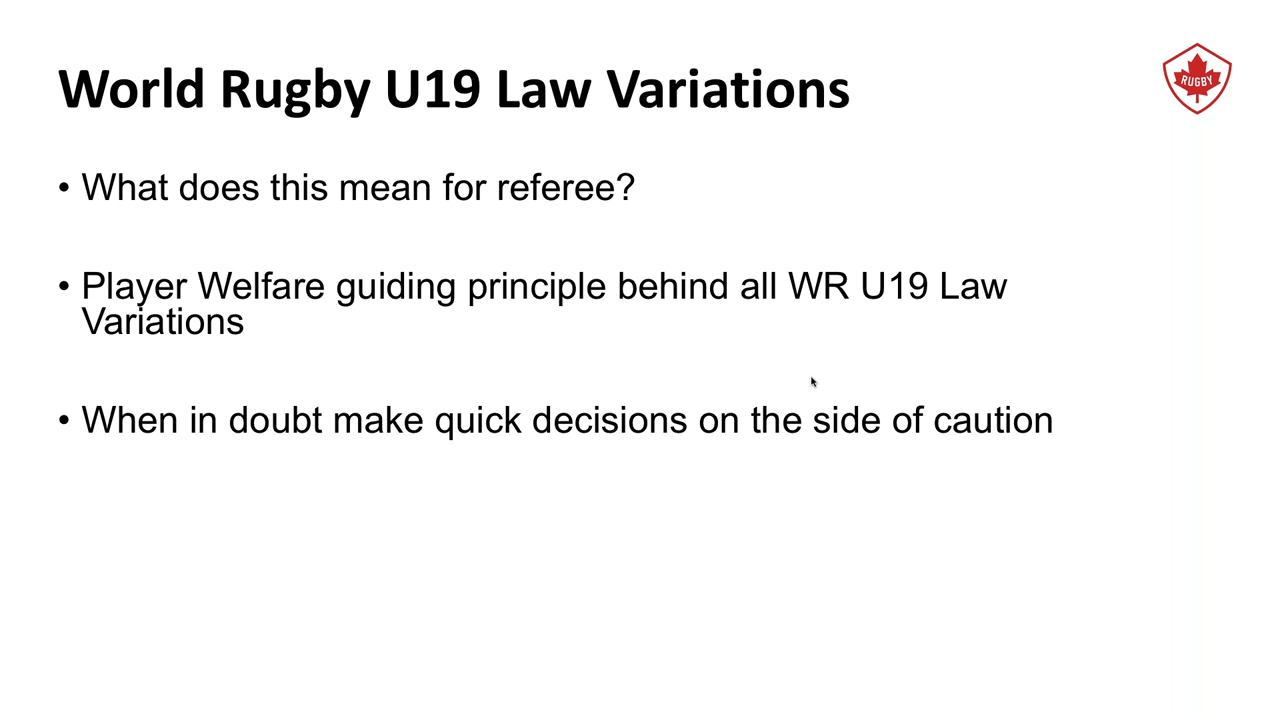 World Rugby U19 Law Variations
RUGBY
• What does this mean for referee?
• Player Welfare guiding principle behind all WR U19 Law
Variations
• When in doubt make quick decisions on the side of caution